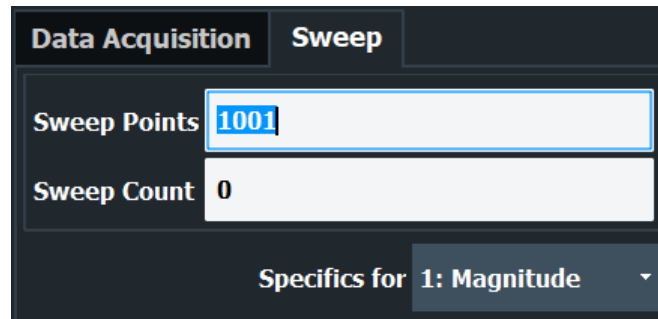 Data Acquisition Sweep
Sweep Points 1001
Sweep Count 0
Specifics for 1: Magnitude